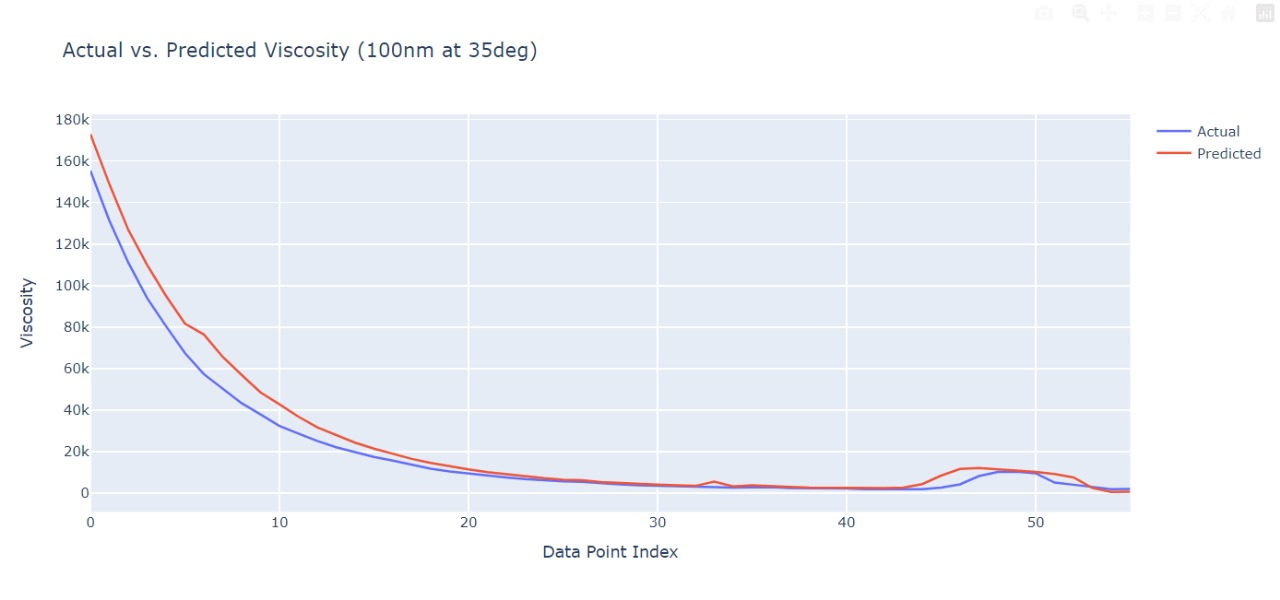 Actual vs. Predicted Viscosity (100nm at 35deg)
180k
160k
140k
120k
100k
80k
60k
40k
20k
0
Viscosity
0 10 20 30 40 50
Data Point Index
Actual
Predicted